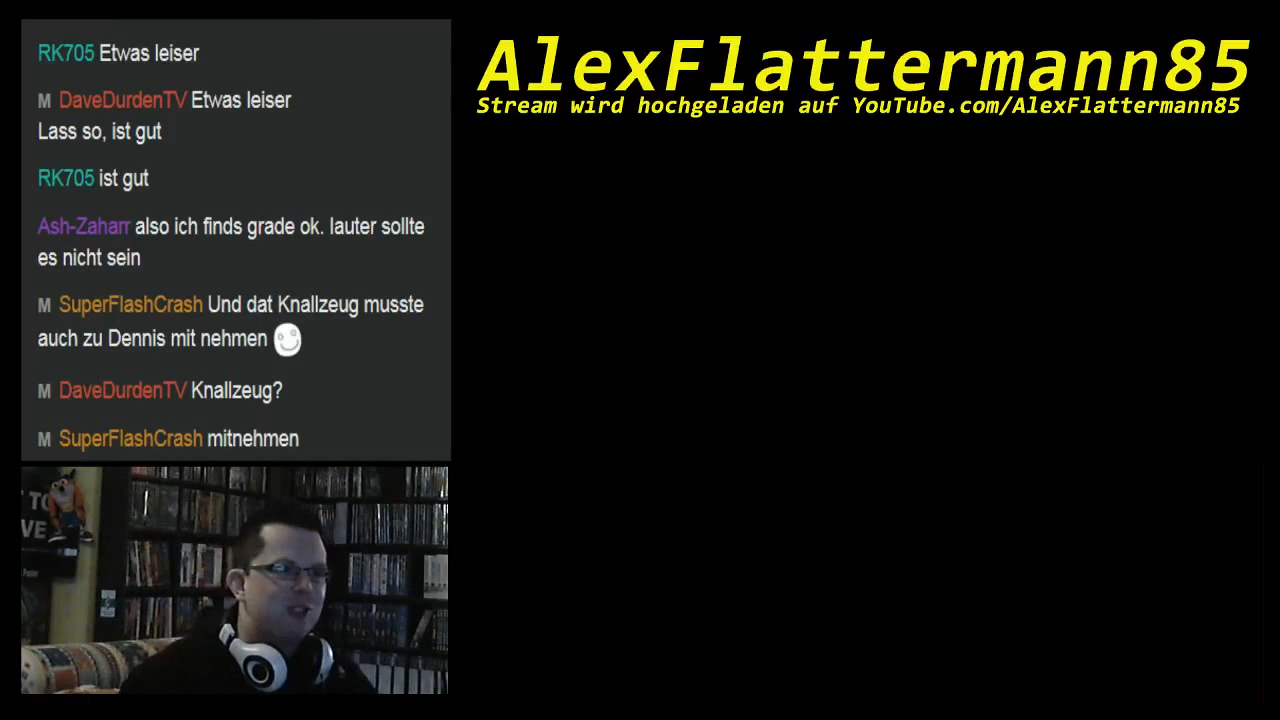 RK705 Etwas leiser
M DaveDurdenTV Etwas leiser
Lass so, ist gut
RK705 ist gut
Ash-Zaharr also ich finds grade ok. lauter sollte
es nicht sein
M SuperFlashCrash Und dat Knallzeug musste
auch zu Dennis mit nehmen
M DaveDurdenTV Knallzeug?
M SuperFlashCrash mitnehmen
AlexFlattermann85
Stream wird hochgeladen auf YouTube.com/AlexFlattermann85
TO
VE